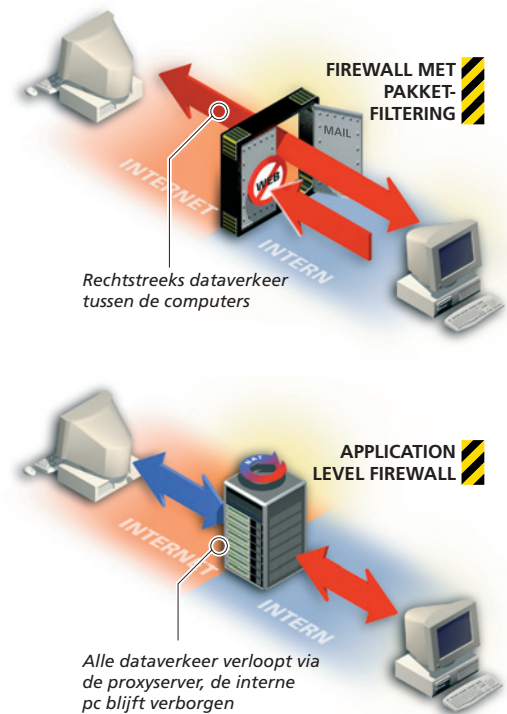 FIREWALL MET
PAKKET-
FILTERING
MAIL
WEB
INTERNET
INTERN
Rechtstreeks dataverkeer
tussen de computers
APPLICATION
LEVEL FIREWALL
NAT
INTERNET
INTERN
Alle dataverkeer verloopt via
de proxyserver, de interne
pc blijft verborgen